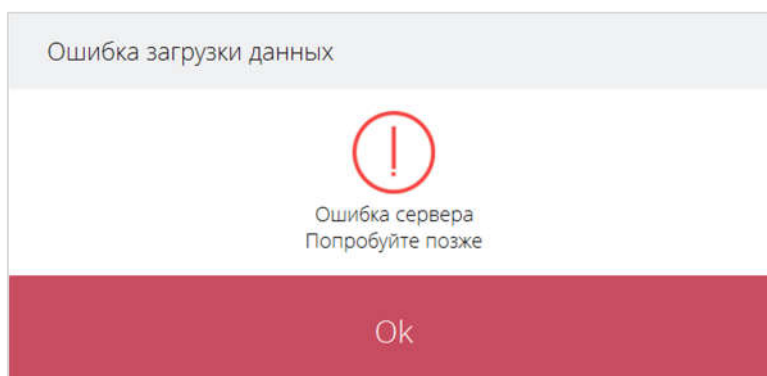 Ошибка загрузки данных
Ошибка сервера
Попробуйте позже
Ok